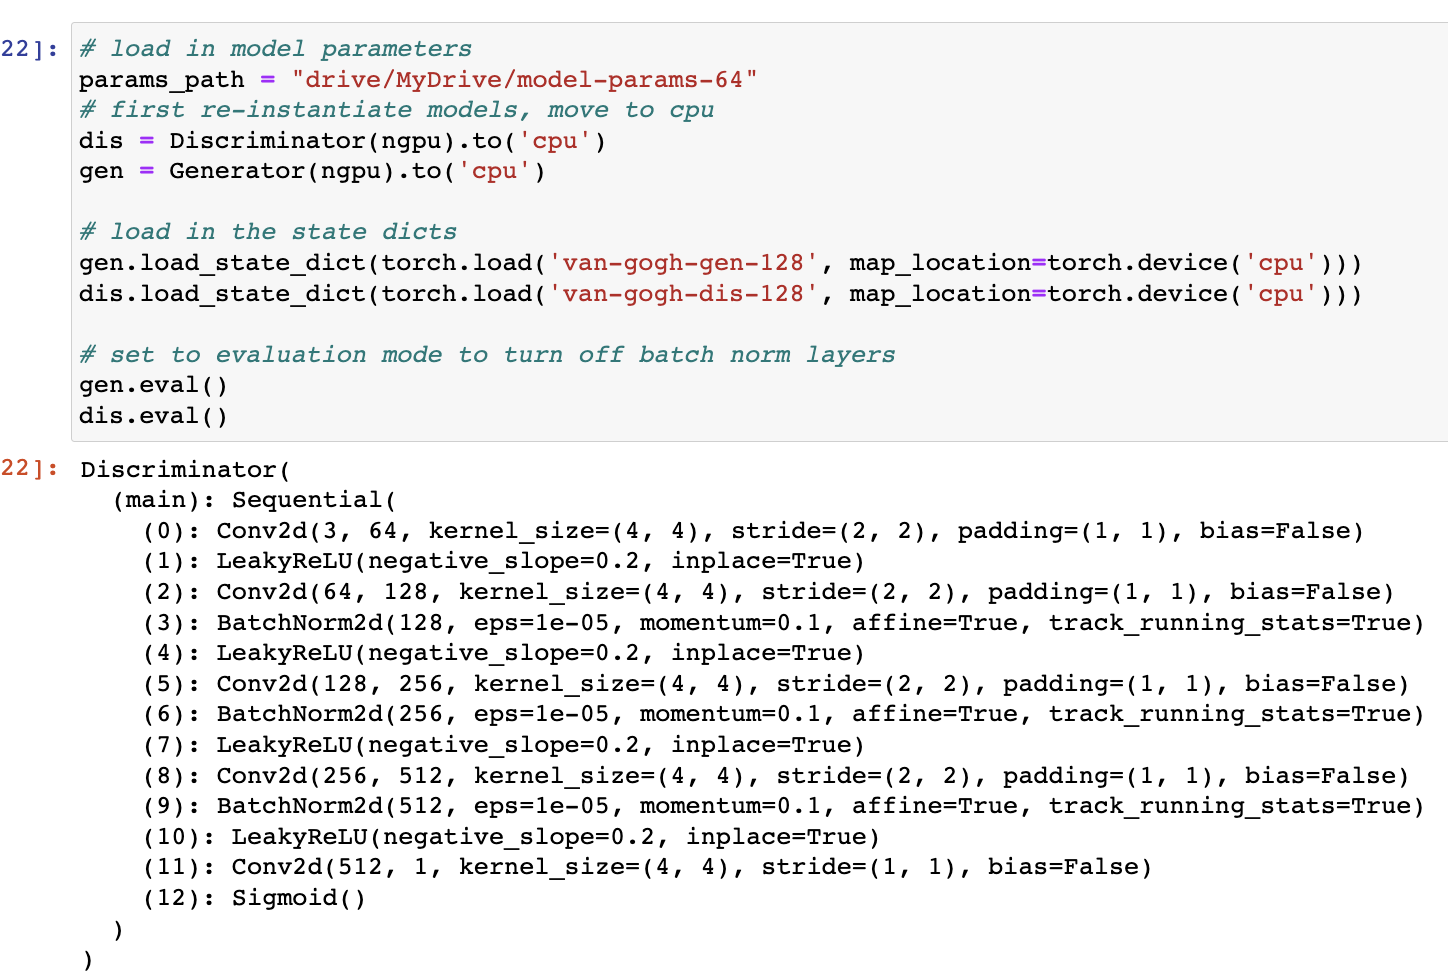 22]:
# load in model parameters
params_path = "drive/MyDrive/model-params-64"
# first re-instantiate models, move to cpu
dis = Discriminator(ngpu).to('cpu')
gen = Generator(ngpu).to('cpu')
# load in the state dicts
gen.load_state_dict(torch.load('van-gogh-gen-128', map_location=torch.device('cpu')))
dis.load_state_dict(torch.load('van-gogh-dis-128', map_location=torch.device('cpu')))
# set to evaluation mode to turn off batch norm layers
gen.eval()
dis.eval()
22]:
Discriminator(
(main): Sequential(
(0): Conv2d(3, 64, kernel_size=(4, 4), stride=(2, 2), padding=(1, 1), bias=False)
(1): LeakyReLU(negative_slope=0.2, inplace=True)
(2): Conv2d(64, 128, kernel_size=(4, 4), stride=(2, 2), padding=(1, 1), bias=False)
(3): BatchNorm2d(128, eps=1e-05, momentum=0.1, affine=True, track_running_stats=True)
(4): LeakyReLU(negative_slope=0.2, inplace=True)
(5): Conv2d(128, 256, kernel_size=(4, 4), stride=(2, 2), padding=(1, 1), bias=False)
(6): BatchNorm2d(256, eps=1e-05, momentum=0.1, affine=True, track_running_stats=True)
(7): LeakyReLU(negative_slope=0.2, inplace=True)
(8): Conv2d(256, 512, kernel_size=(4, 4), stride=(2, 2), padding=(1, 1), bias=False)
(9): BatchNorm2d(512, eps=1e-05, momentum=0.1, affine=True, track_running_stats=True)
(10): LeakyReLU(negative_slope=0.2, inplace=True)
(11): Conv2d(512, 1, kernel_size=(4, 4), stride=(1, 1), bias=False)
(12): Sigmoid()
)
)